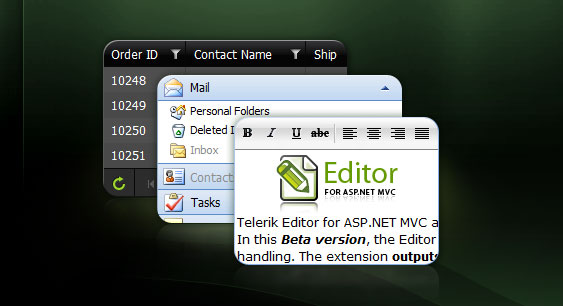 Order ID Contact Name Ship
10248
10249
10250
10251
Mail
Personal Folders
Deleted
Inbox
Contact
Tasks
B I U abc
Editor
FOR ASP.NET MVC
Telerik Editor for ASP.NET MVC a
In this Beta version, the Editor
handling. The extension outputs